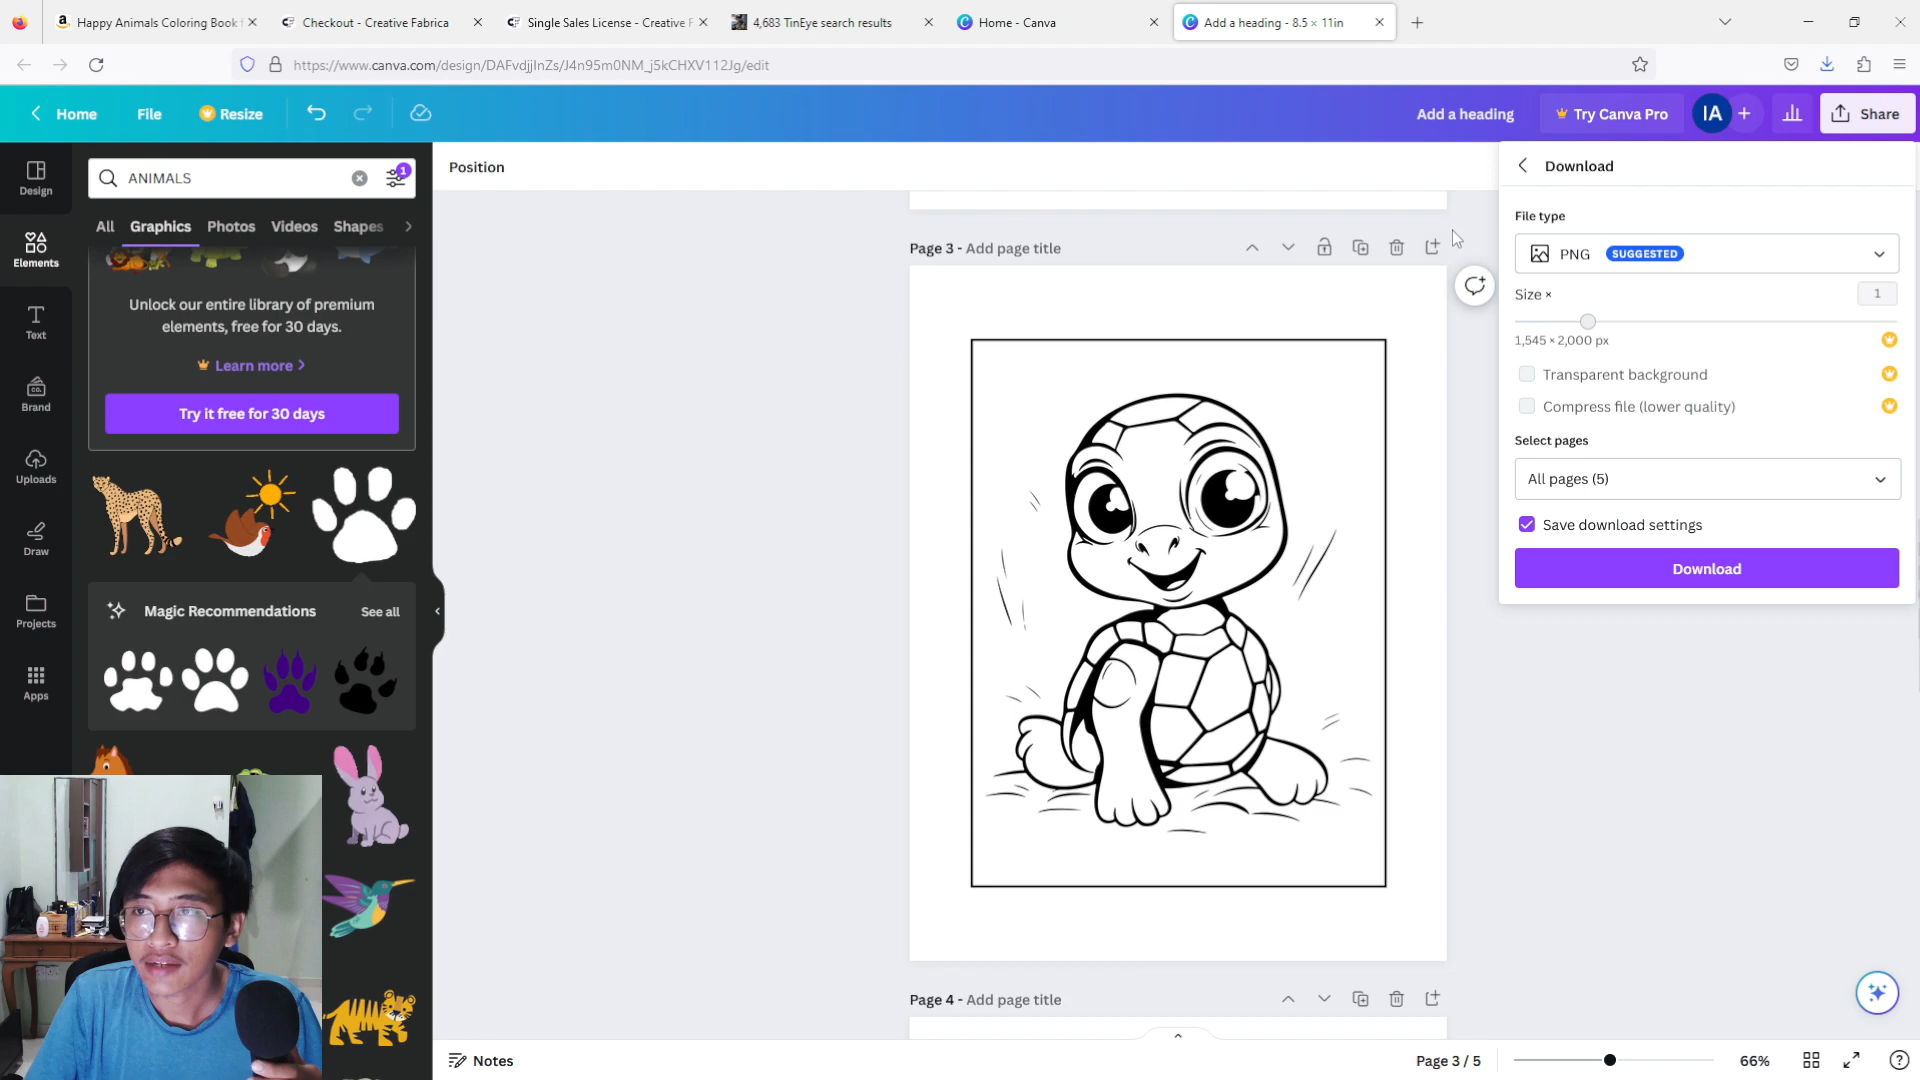 Happy Animals Coloring Book f
Checkout - Creative Fabrica
Single Sales License - Creative F
4,683 TinEye search results
Home - Canva
Add a heading - 8.5 × 11in
https://www.canva.com/design/DAFvdjjlnZs/J4n95m0NM_j5kCHXV112Jg/edit
Home
File
Resize
Add a heading
Try Canva Pro
IA
Share
Design
Elements
Text
Brand
Uploads
Draw
Projects
Apps
ANIMALS
1
All
Graphics
Photos
Videos
Shapes
Unlock our entire library of premium
elements, free for 30 days.
Learn more
Try it free for 30 days
Magic Recommendations
See all
Position
Page 3 - Add page title
Page 4 - Add page title
Download
File type
PNG SUGGESTED
Size ×
1
1,545 × 2,000 px
Transparent background
Compress file (lower quality)
Select pages
All pages (5)
Save download settings
Download
Notes
Page 3 / 5
66%